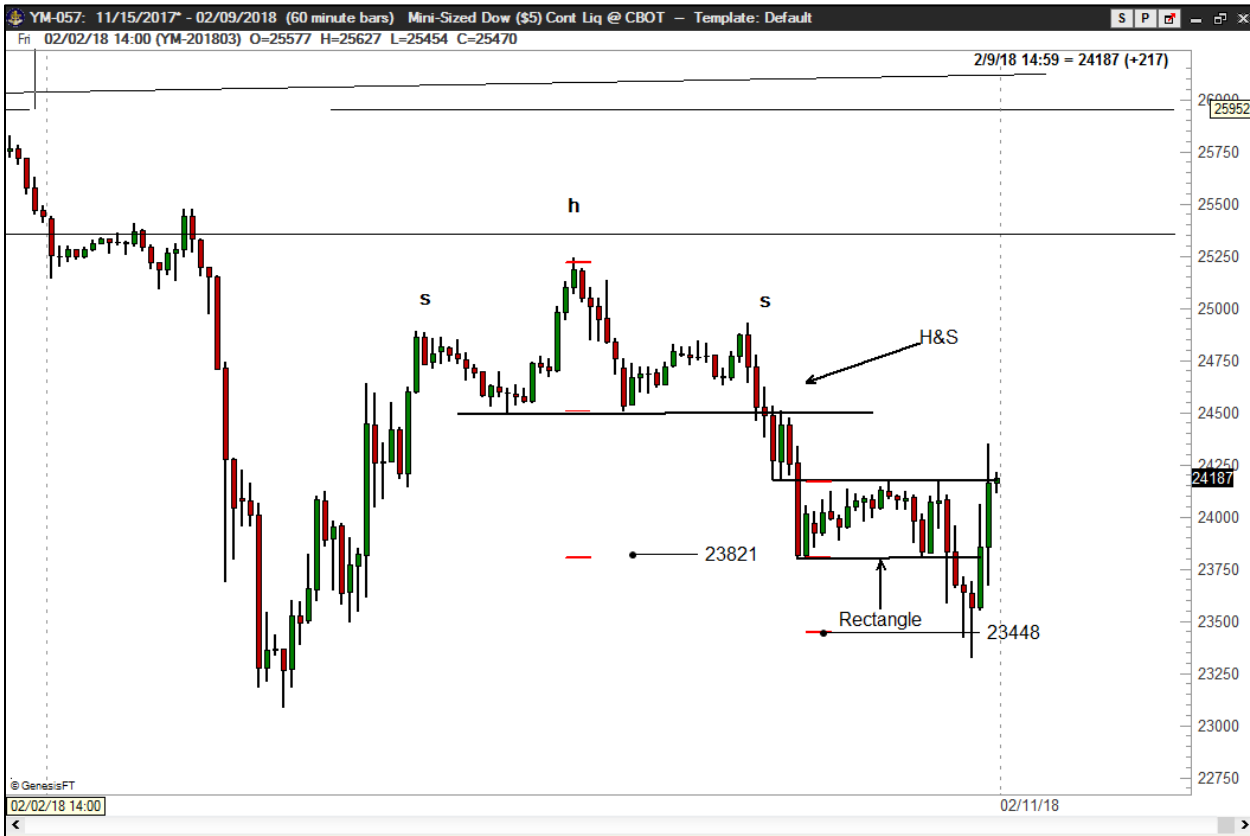 YM-057: 11/15/2017* - 02/09/2018 (60 minute bars) Mini-Sized Dow ($5) Cont Liq @ CBOT – Template: Default
S P
Fri 02/02/18 14:00 (YM-201803) O=25577 H=25627 L=25454 C=25470
2/9/18 14:59 = 24187 (+217)
26000
25952
25750
25500
h
25250
s
s
25000
H&S
24750
24500
24250
24187
24000
23821
23750
Rectangle
23500
23448
23250
23000
22750
© GenesisFT
02/02/18 14:00
02/11/18